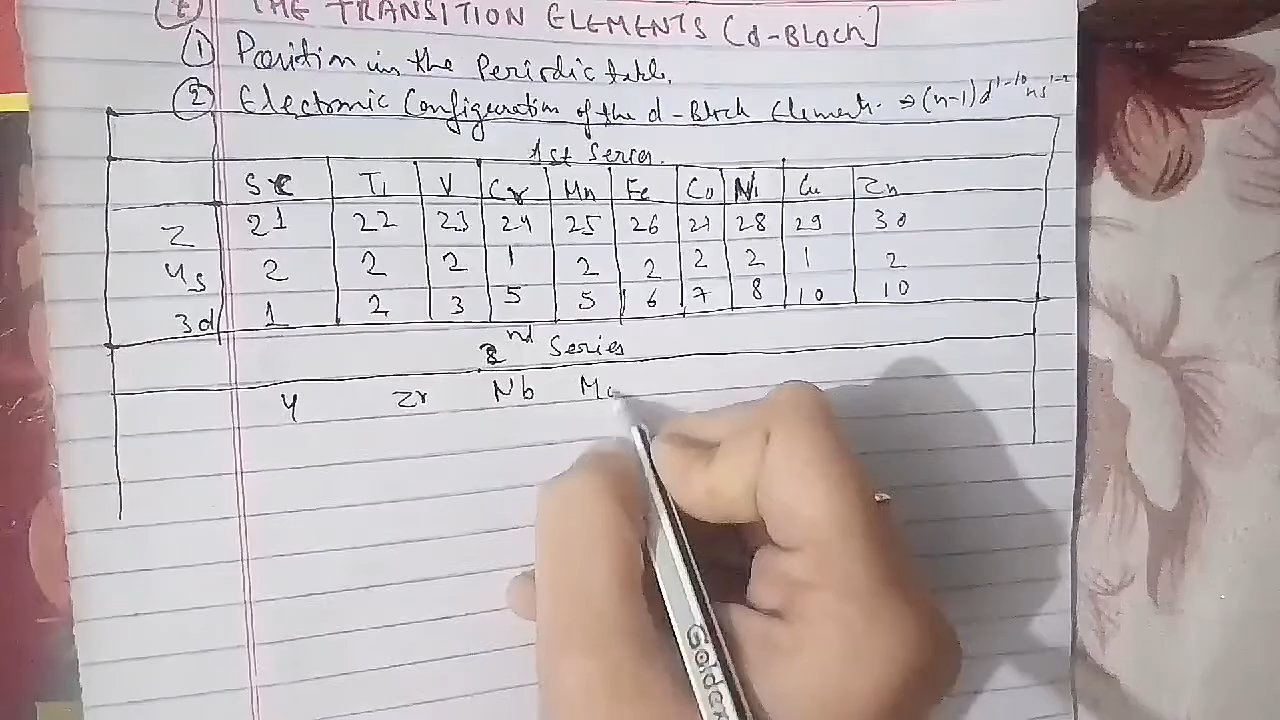 THE TRANSITION ELEMENTS [d-BLOCK]
① Position in the Periodic table.
② Electronic Configuration of the d-Block Elements. ⇒ (n-1)d¹⁻¹⁰ns¹⁻²
1st Series.
Sc Ti V Cr Mn Fe Co Ni Cu Zn
Z 21 22 23 24 25 26 27 28 29 30
4s 2 2 2 1 2 2 2 2 1 2
3d 1 2 3 5 5 6 7 8 10 10
2nd Series
Y Zr Nb Mo
Goldex